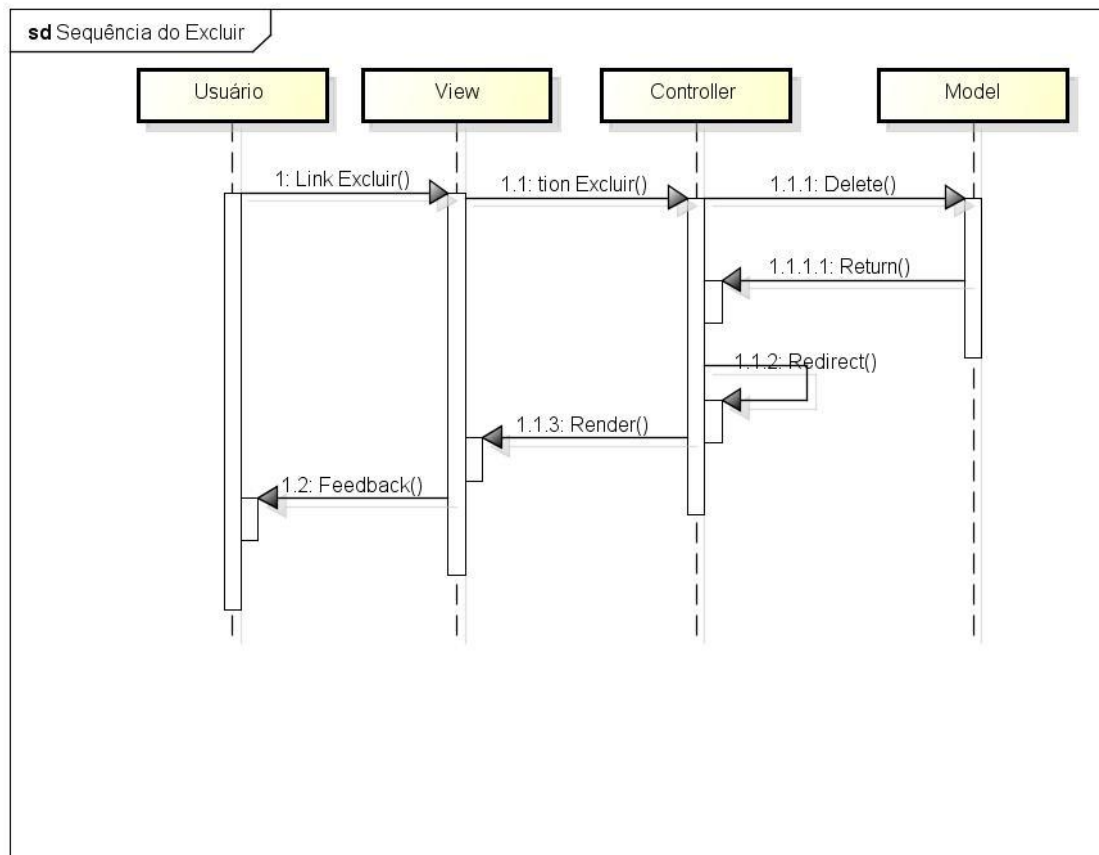 sd Sequência do Excluir
Usuário
View
Controller
Model
1: Link Excluir()
1.1: tion Excluir()
1.1.1: Delete()
1.1.1.1: Return()
1.1.2: Redirect()
1.1.3: Render()
1.2: Feedback()